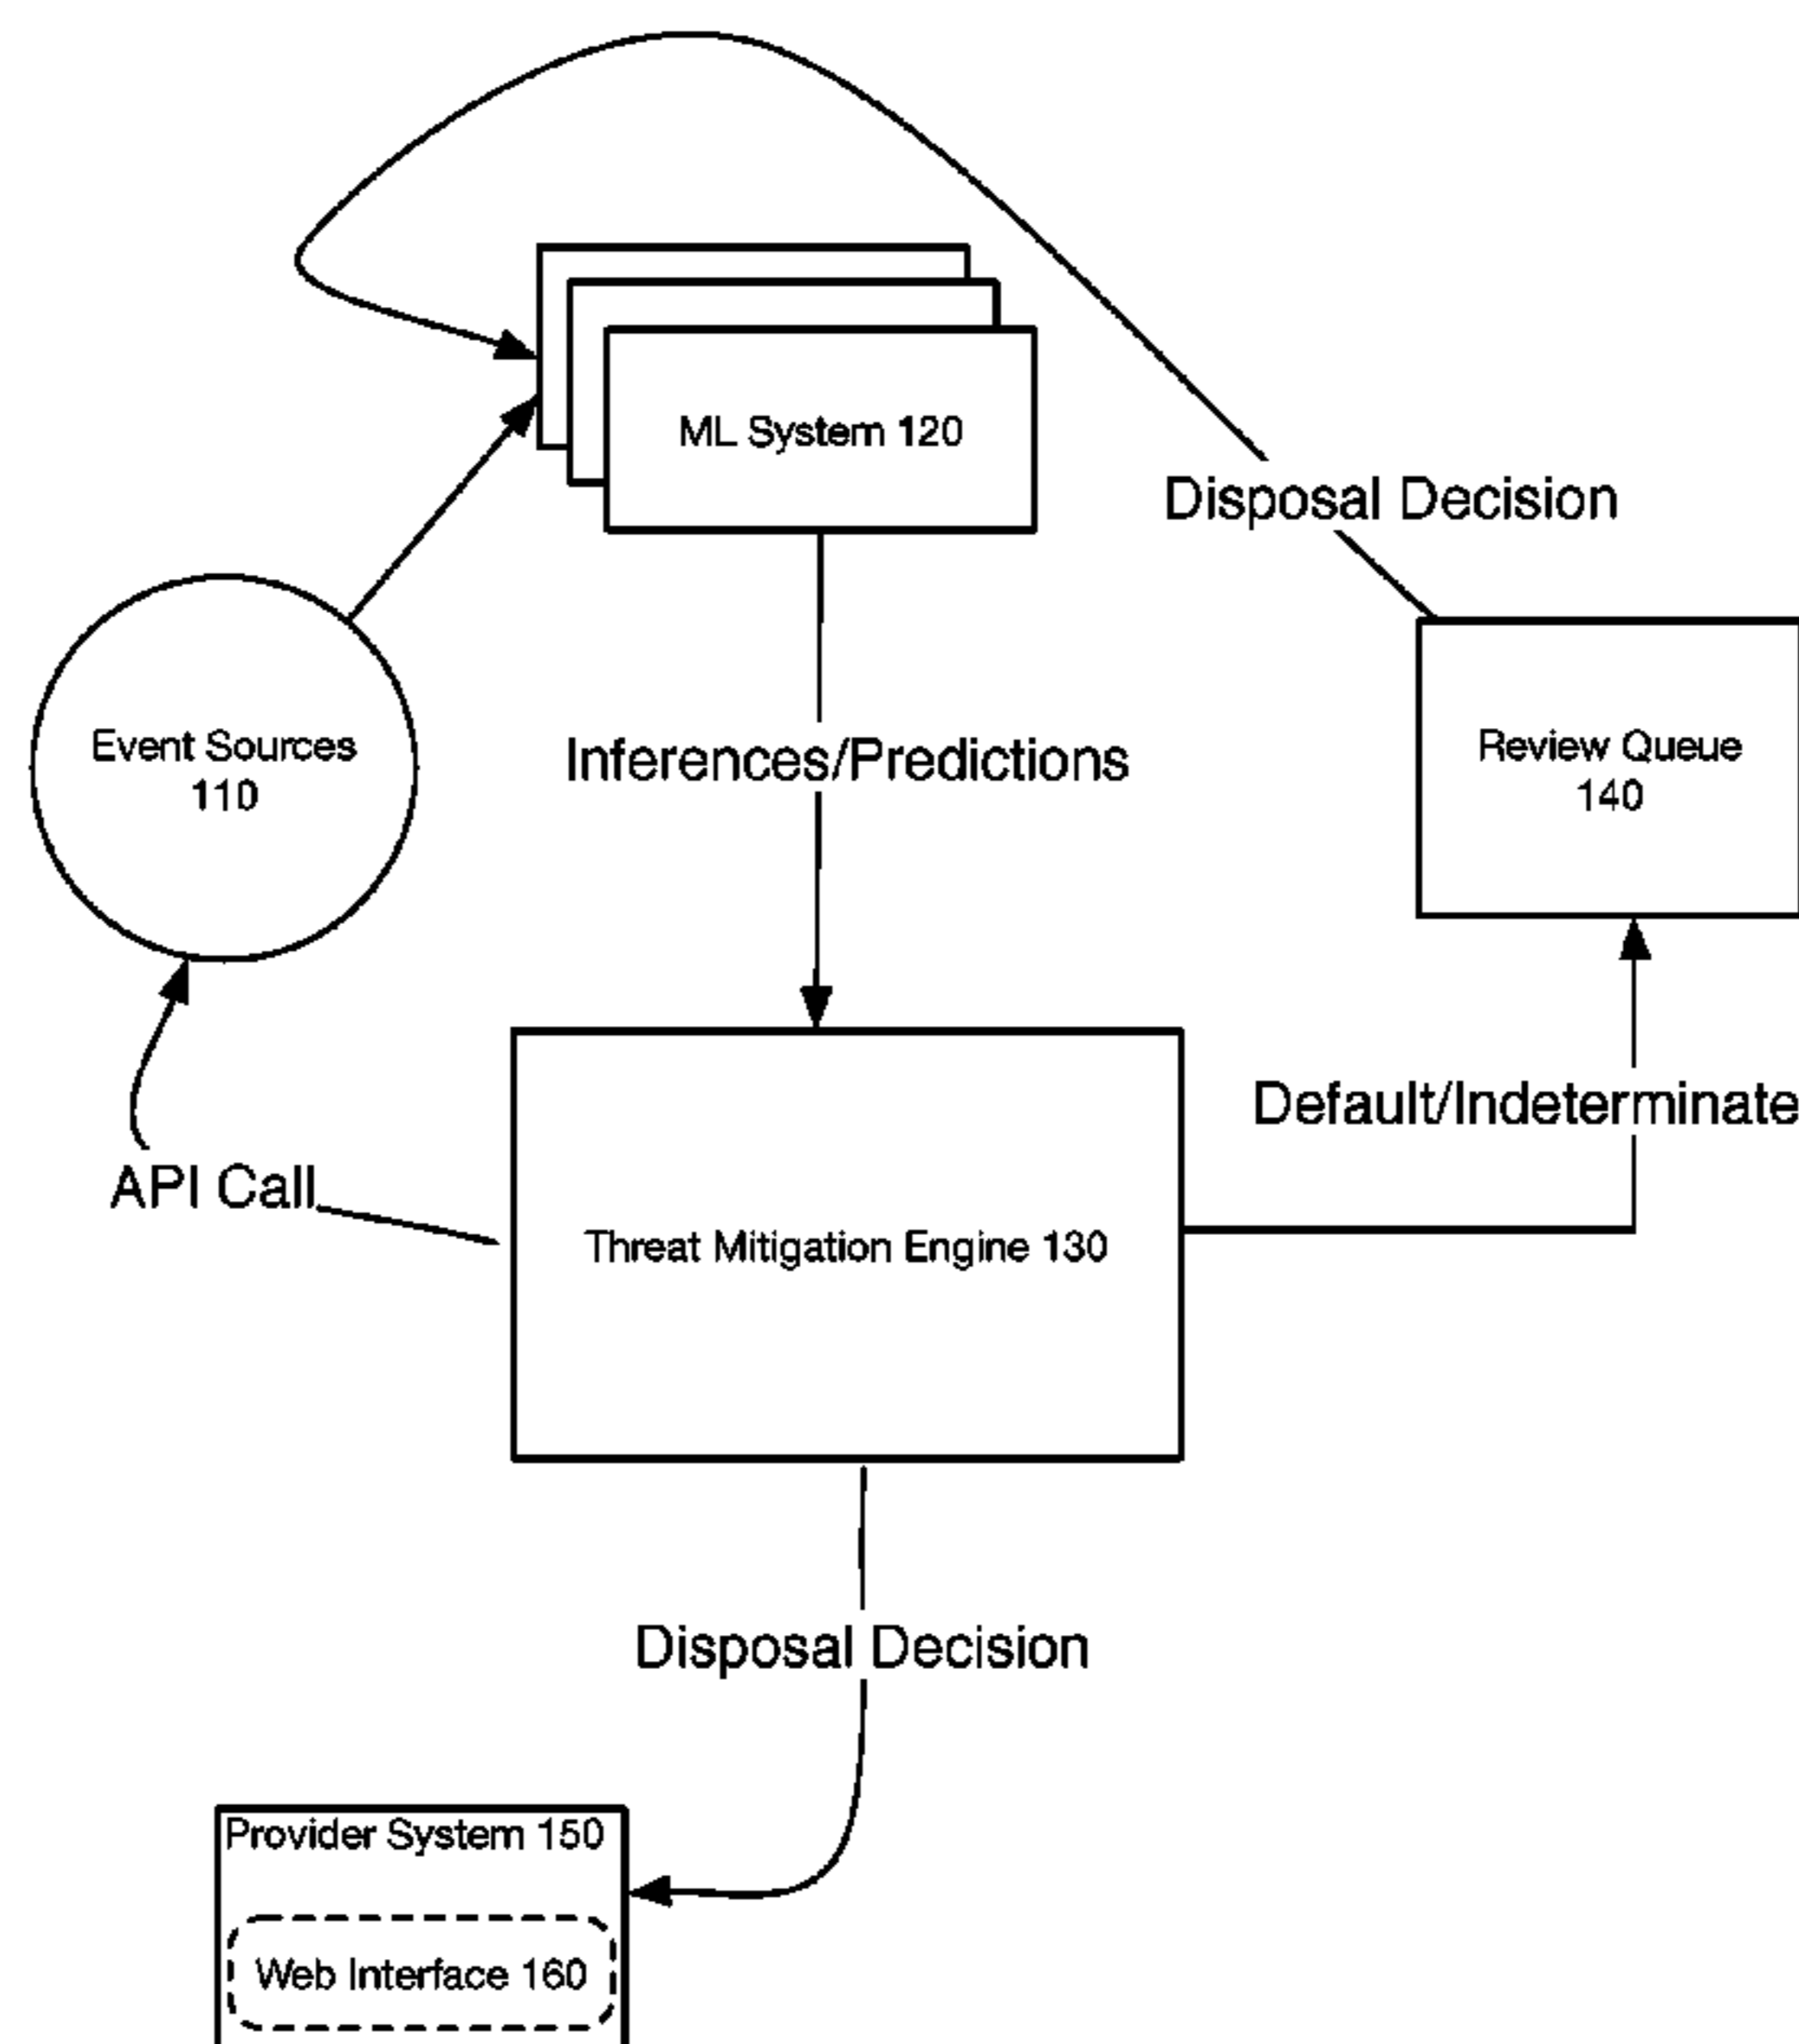 ML System 120
Disposal Decision
Event Sources
110
Inferences/Predictions
Review Queue
140
Default/Indeterminate
API Call
Threat Mitigation Engine 130
Disposal Decision
Provider System 150
Web Interface 160